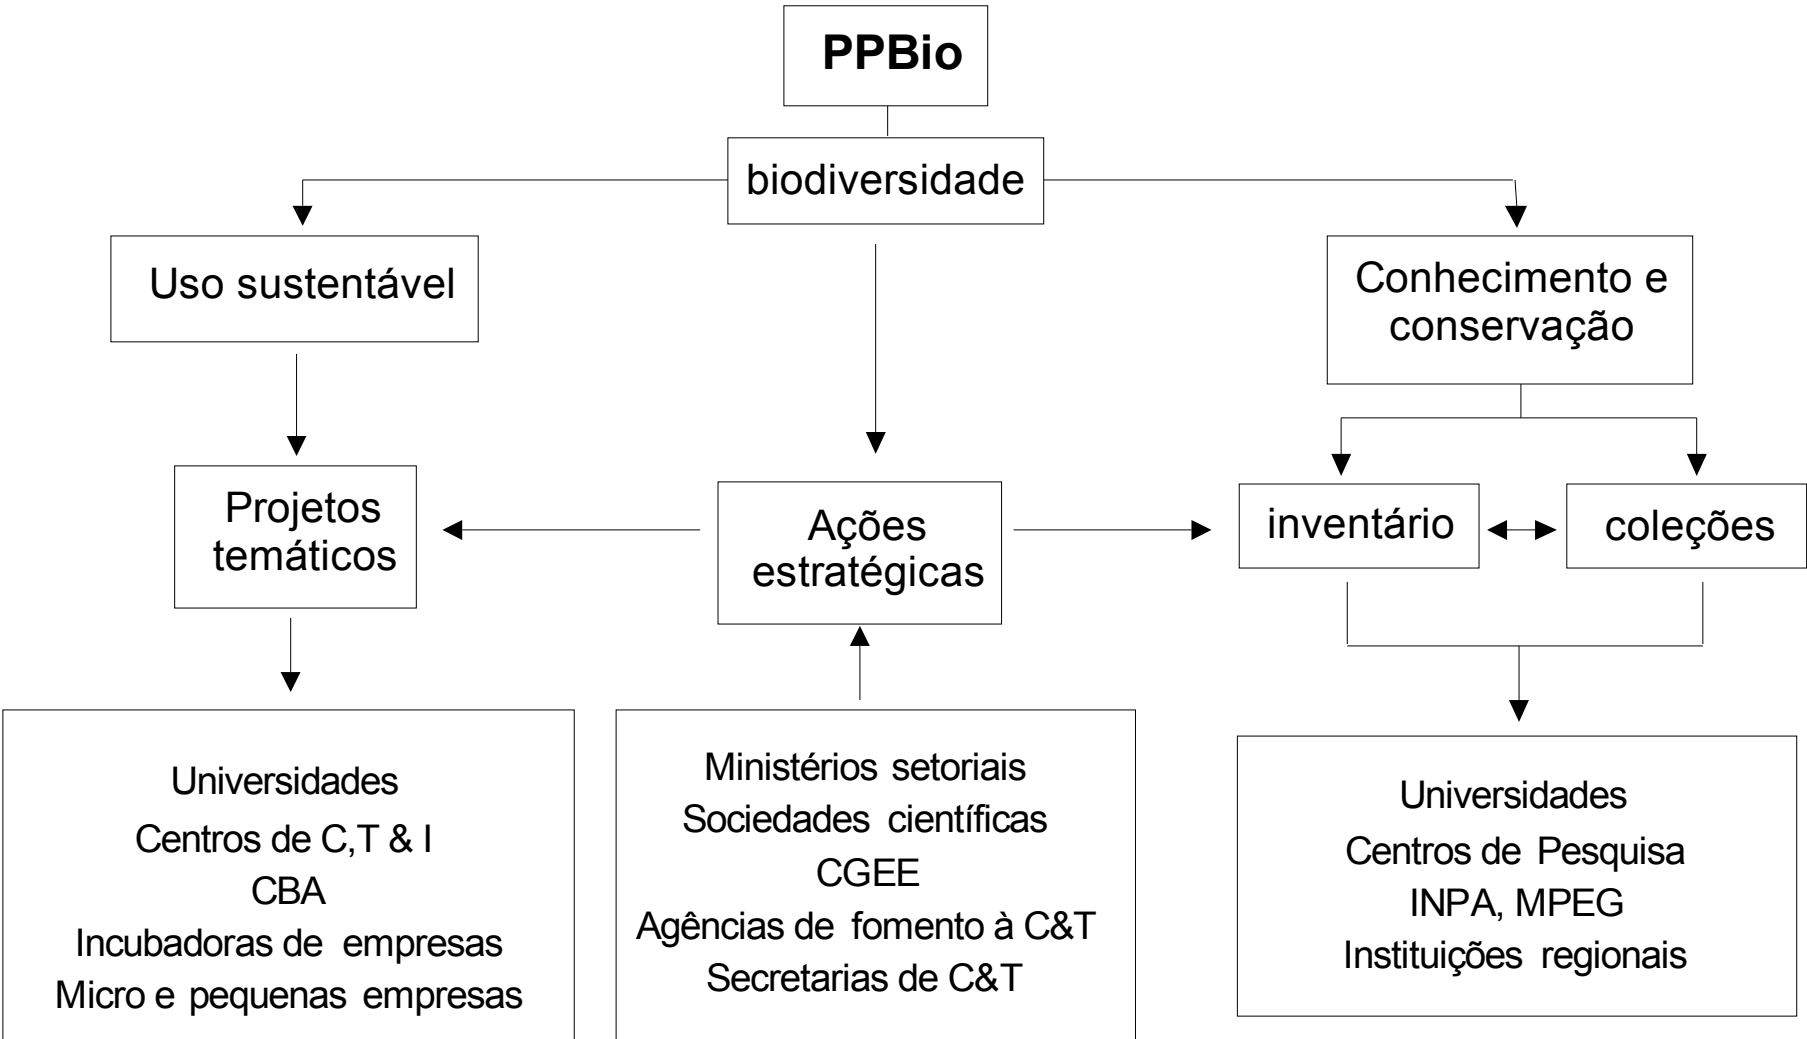 PPBio
biodiversidade
Uso sustentável
Conhecimento e
conservação
Projetos
temáticos
Ações
estratégicas
inventário
coleções
Universidades
Centros de C,T & I
CBA
Incubadoras de empresas
Micro e pequenas empresas
Ministérios setoriais
Sociedades científicas
CGEE
Agências de fomento à C&T
Secretarias de C&T
Universidades
Centros de Pesquisa
INPA, MPEG
Instituições regionais